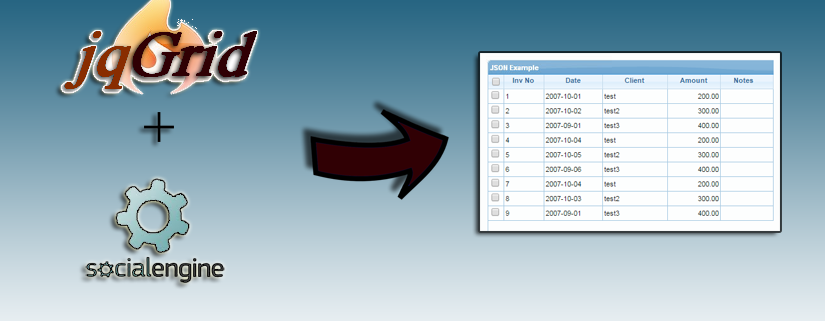 jqGrid
+
socialengine
JSON Example
Inv No Date Client Amount Notes
1 2007-10-01 test 200.00
2 2007-10-02 test2 300.00
3 2007-09-01 test3 400.00
4 2007-10-04 test 200.00
5 2007-10-05 test2 300.00
6 2007-09-06 test3 400.00
7 2007-10-04 test 200.00
8 2007-10-03 test2 300.00
9 2007-09-01 test3 400.00